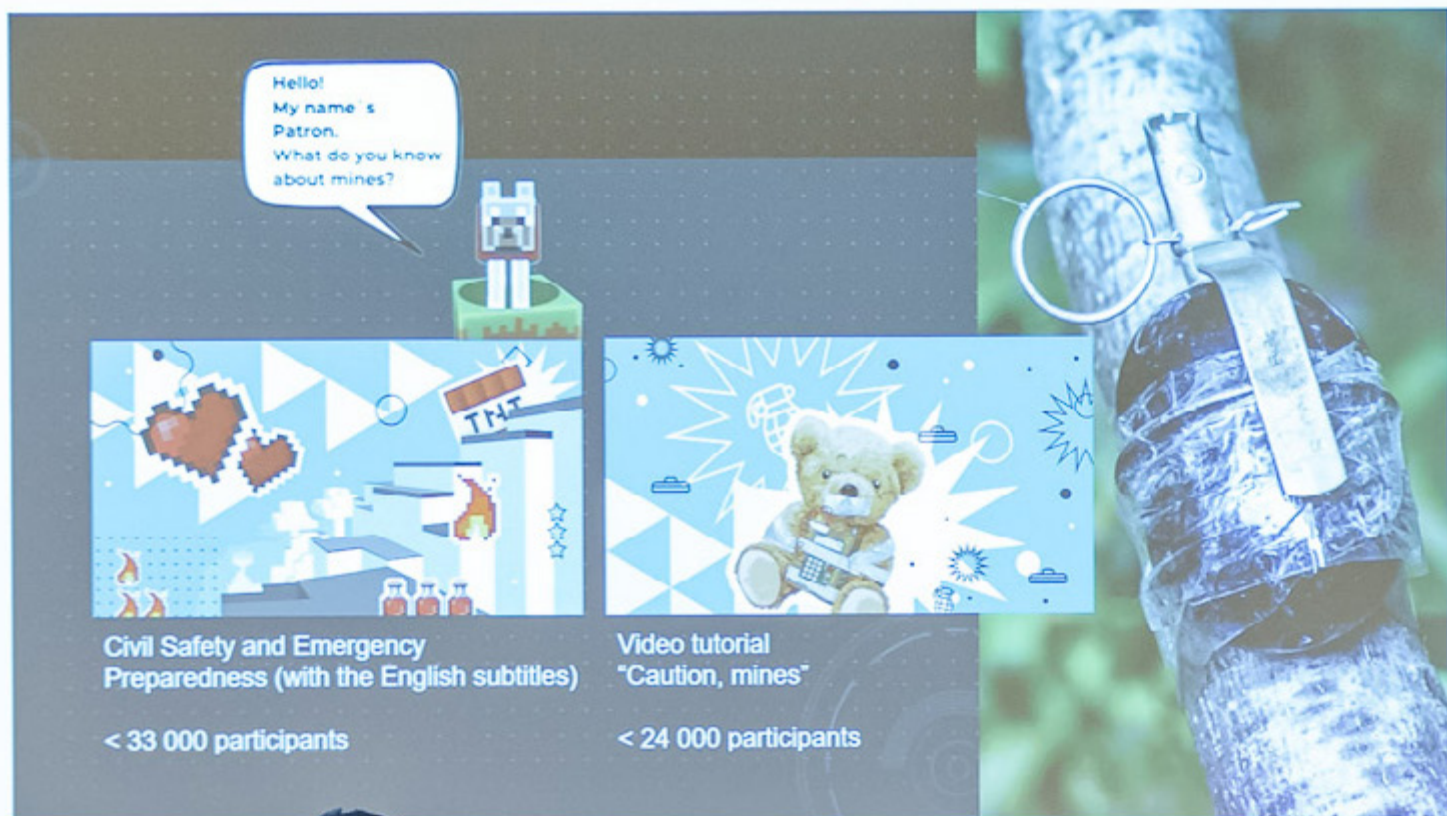 Hello!
My name`s
Patron.
What do you know
about mines?
TNT
Civil Safety and Emergency
Preparedness (with the English subtitles)
< 33 000 participants
Video tutorial
“Caution, mines”
< 24 000 participants